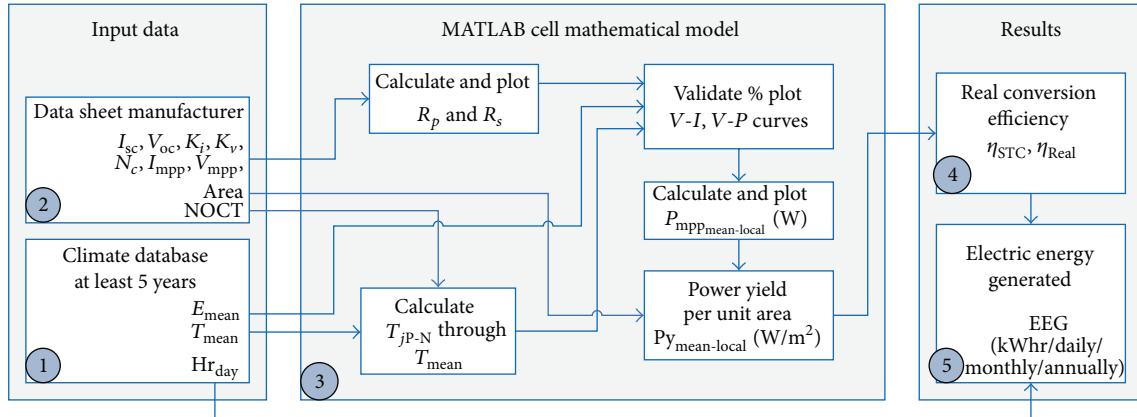 Input data
Data sheet manufacturer
I_sc, V_oc, K_i, K_v,
N_c, I_mpp, V_mpp,
Area
NOCT
2
Climate database
at least 5 years
E_mean
T_mean
Hr_day
1
MATLAB cell mathematical model
Calculate and plot
R_p and R_s
Validate % plot
V-I, V-P curves
Calculate and plot
P_mpp_mean-local (W)
Calculate
T_jP-N through
T_mean
Power yield
per unit area
Py_mean-local (W/m²)
3
Results
Real conversion
efficiency
η_STC, η_Real
4
Electric energy
generated
EEG
(kWhr/daily/
monthly/annually)
5